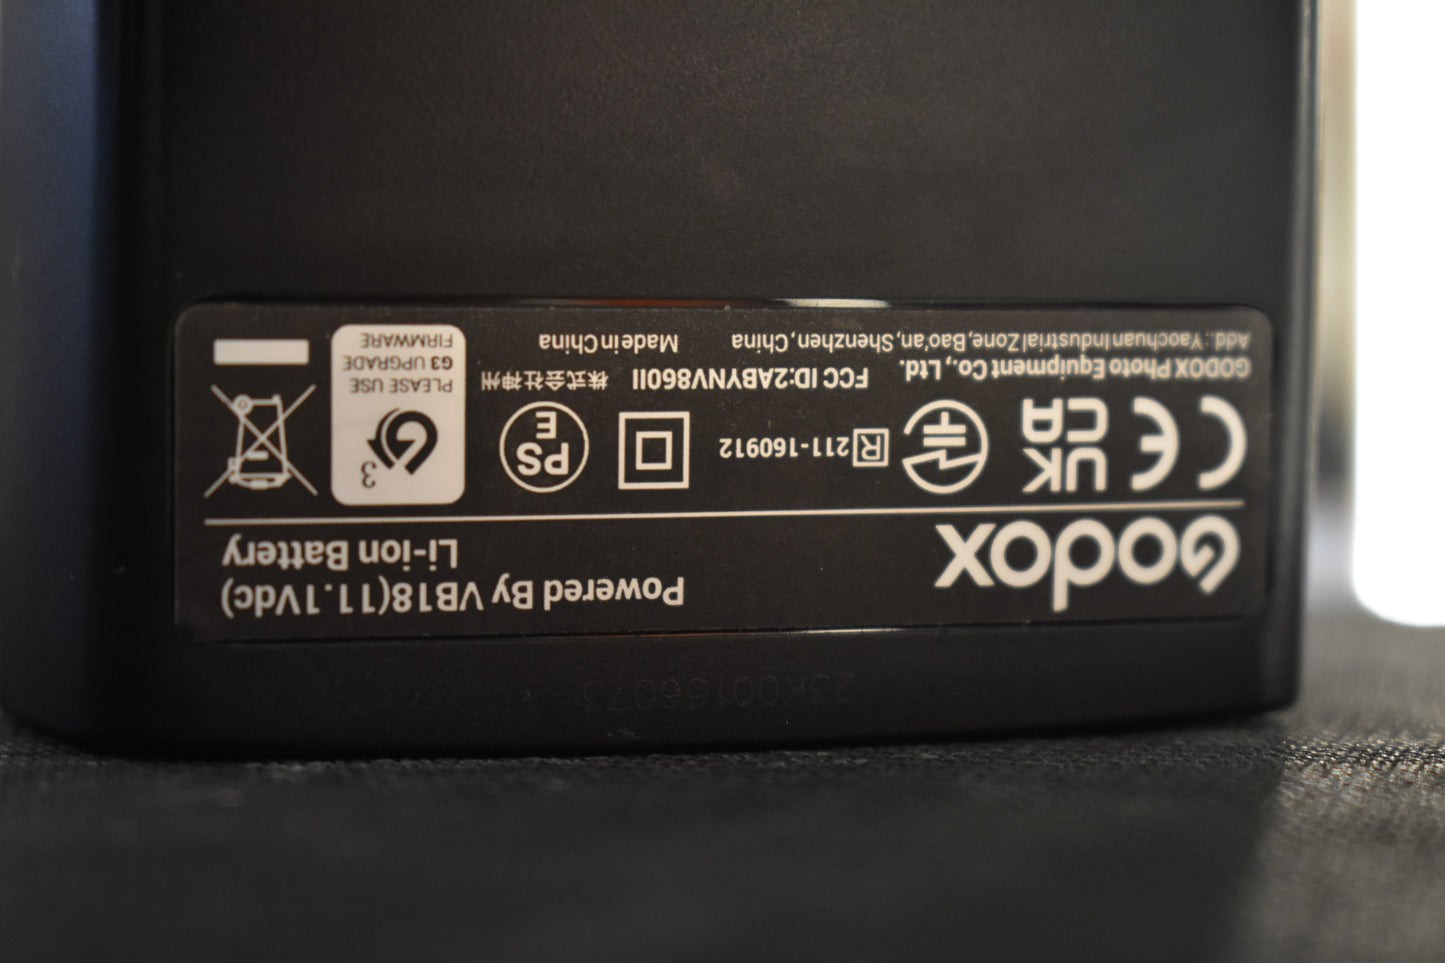 23K00156073
Godox
Powered By VB18(11.1Vdc)
Li-ion Battery
CE UK CA R 211-160912 PS E 3
GODOX Photo Equipment Co., Ltd. FCC ID:2ABYNV860II 株式会社神州
Add.: Yaochuan Industrial Zone, Bao'an, Shenzhen, China Made in China
PLEASE USE
G3 UPGRADE
FIRMWARE